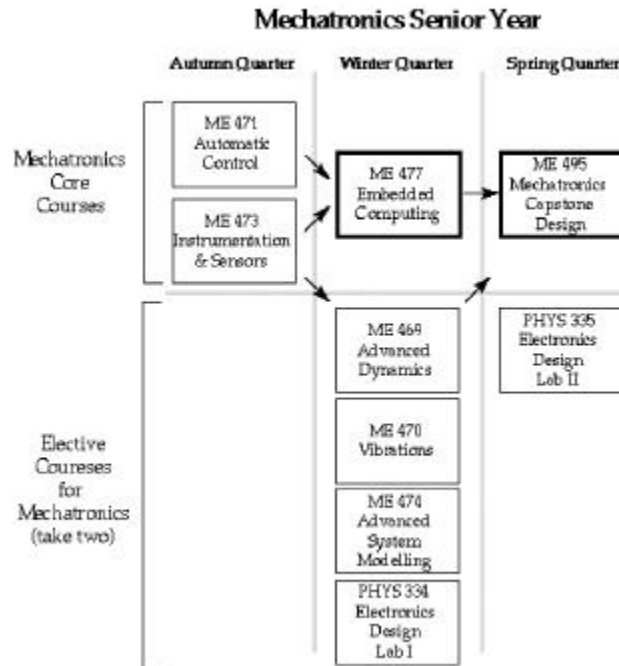 Mechatronics Senior Year
Autumn Quarter
Winter Quarter
Spring Quarter
Mechatronics
Core
Courses
ME 471
Automatic
Control
ME 473
Instrumentation
& Sensors
ME 477
Embedded
Computing
ME 495
Mechatronics
Capstone
Design
Elective
Coureses
for
Mechatronics
(take two)
ME 469
Advanced
Dynamics
ME 470
Vibrations
ME 474
Advanced
System
Modelling
PHYS 334
Electronics
Design
Lab I
PHYS 335
Electronics
Design
Lab II